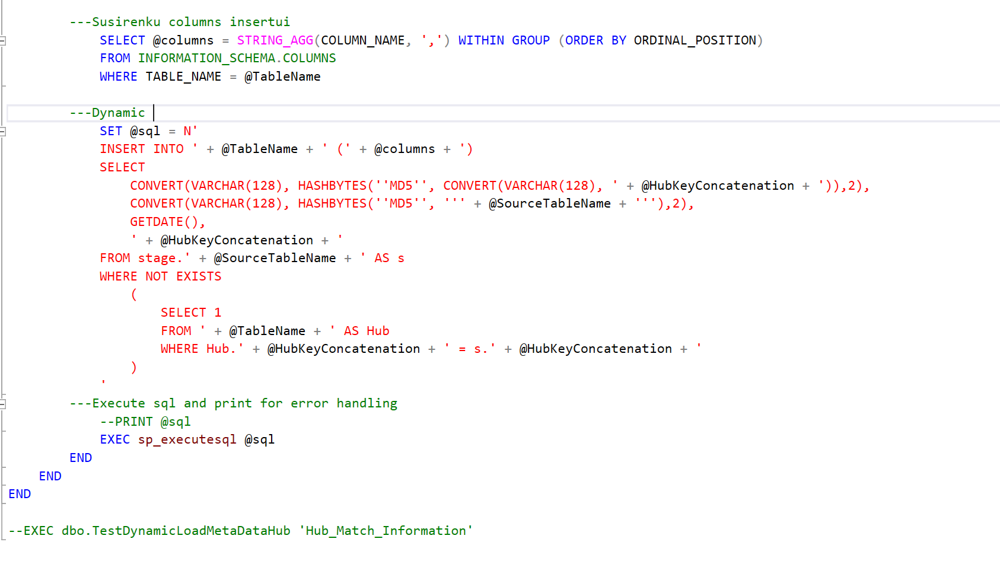 ---Susirenku columns insertui
SELECT @columns = STRING_AGG(COLUMN_NAME, ',') WITHIN GROUP (ORDER BY ORDINAL_POSITION)
FROM INFORMATION_SCHEMA.COLUMNS
WHERE TABLE_NAME = @TableName
---Dynamic
SET @sql = N'
INSERT INTO ' + @TableName + ' (' + @columns + ')
SELECT
CONVERT(VARCHAR(128), HASHBYTES(''MD5'', CONVERT(VARCHAR(128), ' + @HubKeyConcatenation + ')),2),
CONVERT(VARCHAR(128), HASHBYTES(''MD5'', ''' + @SourceTableName + '''),2),
GETDATE(),
' + @HubKeyConcatenation + '
FROM stage.' + @SourceTableName + ' AS s
WHERE NOT EXISTS
(
SELECT 1
FROM ' + @TableName + ' AS Hub
WHERE Hub.' + @HubKeyConcatenation + ' = s.' + @HubKeyConcatenation + '
)
'
---Execute sql and print for error handling
--PRINT @sql
EXEC sp_executesql @sql
END
END
END
--EXEC dbo.TestDynamicLoadMetaDataHub 'Hub_Match_Information'